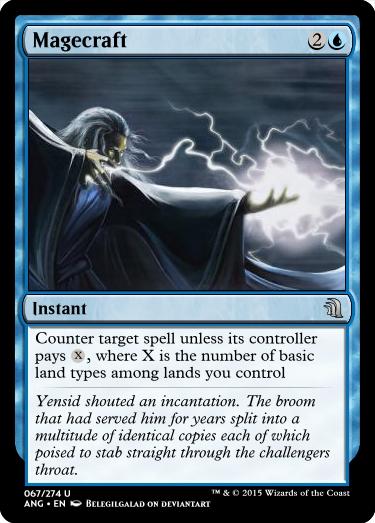 Magecraft 2
Instant
Counter target spell unless its controller
pays X, where X is the number of basic
land types among lands you control
Yensid shouted an incantation. The broom
that had served him for years split into a
multitude of identical copies each of which
poised to stab straight through the challengers
throat.
067/274 U
™ & © 2015 Wizards of the Coast
ANG • EN Belegilgalad on deviantart